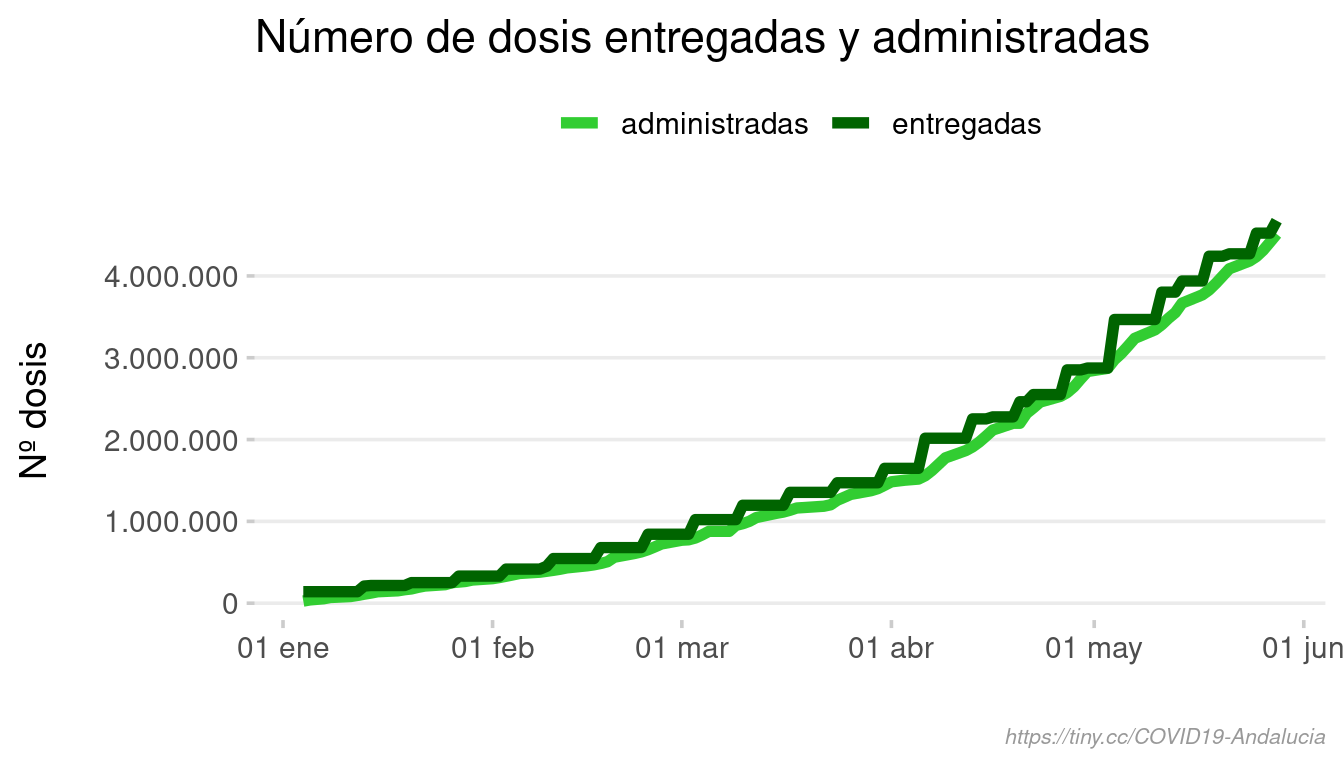 Número de dosis entregadas y administradas
administradas entregadas
Nº dosis
4.000.000
3.000.000
2.000.000
1.000.000
0
01 ene 01 feb 01 mar 01 abr 01 may 01 jun
https://tiny.cc/COVID19-Andalucia